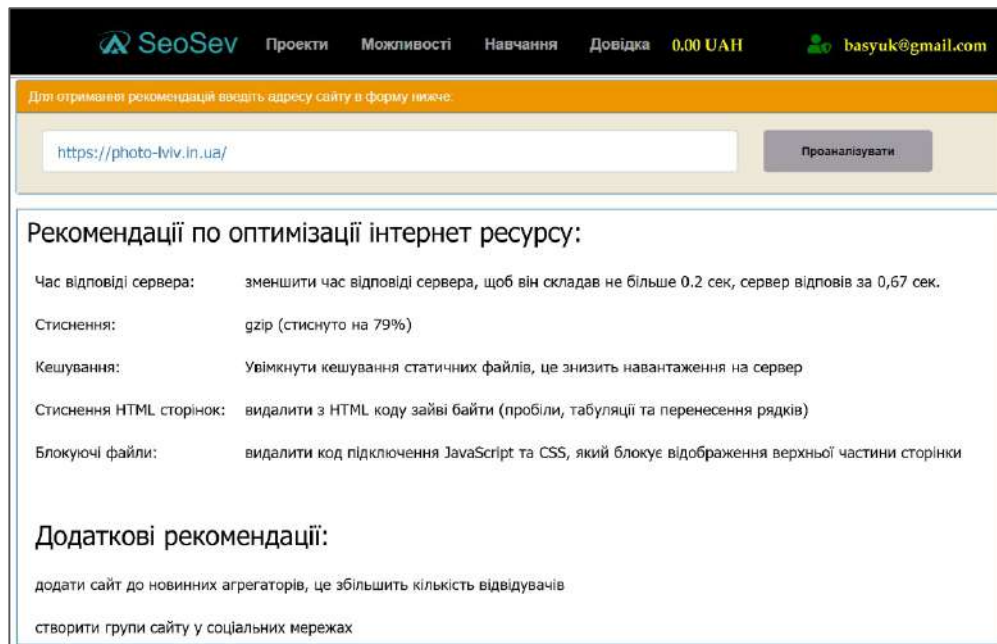 SeoSev Проекти Можливості Навчання Довідка 0.00 UAH basyuk@gmail.com
Для отримання рекомендацій введіть адресу сайту в форму нижче:
https://photo-lviv.in.ua/ Проаналізувати
Рекомендації по оптимізації інтернет ресурсу:
Час відповіді сервера: зменшити час відповіді сервера, щоб він складав не більше 0.2 сек, сервер відповів за 0,67 сек.
Стиснення: gzip (стиснуто на 79%)
Кешування: Увімкнути кешування статичних файлів, це знизить навантаження на сервер
Стиснення HTML сторінок: видалити з HTML коду зайві байти (пробіли, табуляції та перенесення рядків)
Блокуючі файли: видалити код підключення JavaScript та CSS, який блокує відображення верхньої частини сторінки
Додаткові рекомендації:
додати сайт до новинних агрегаторів, це збільшить кількість відвідувачів
створити групи сайту у соціальних мережах